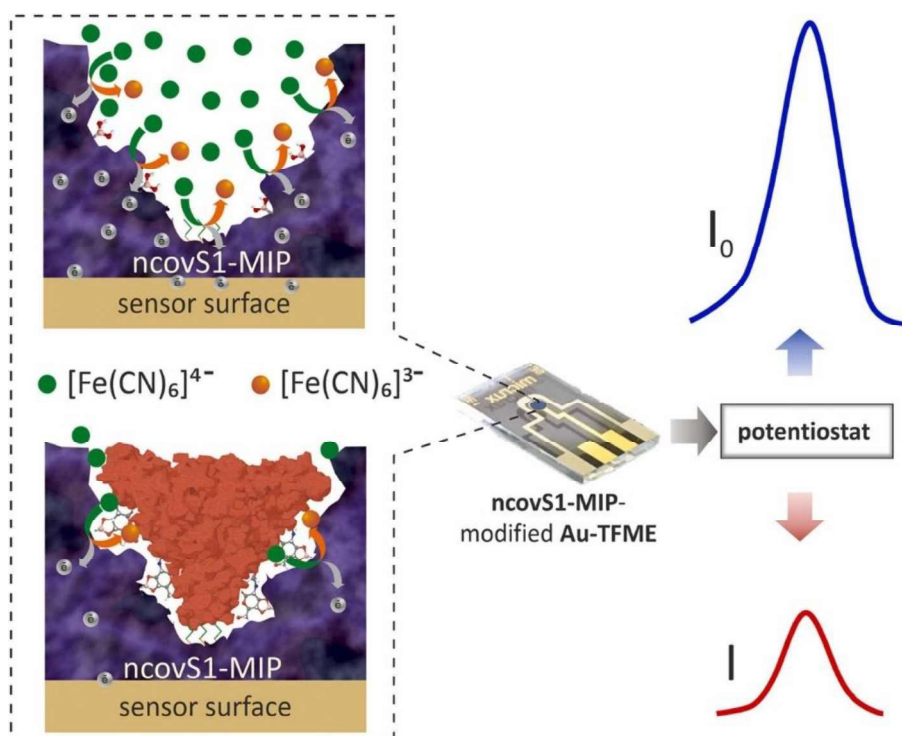 ncovS1-MIP
sensor surface
[Fe(CN)₆]⁴⁻ [Fe(CN)₆]³⁻
ncovS1-MIP
sensor surface
ncovS1-MIP-
modified Au-TFME
potentiostat
I₀
I